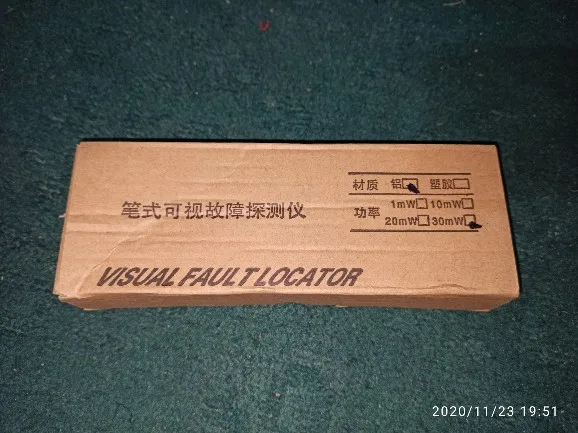 笔式可视故障探测仪
材质 铝□ 塑胶□
功率 1mW□ 10mW□
20mW□ 30mW□
VISUAL FAULT LOCATOR
2020/11/23 19:51